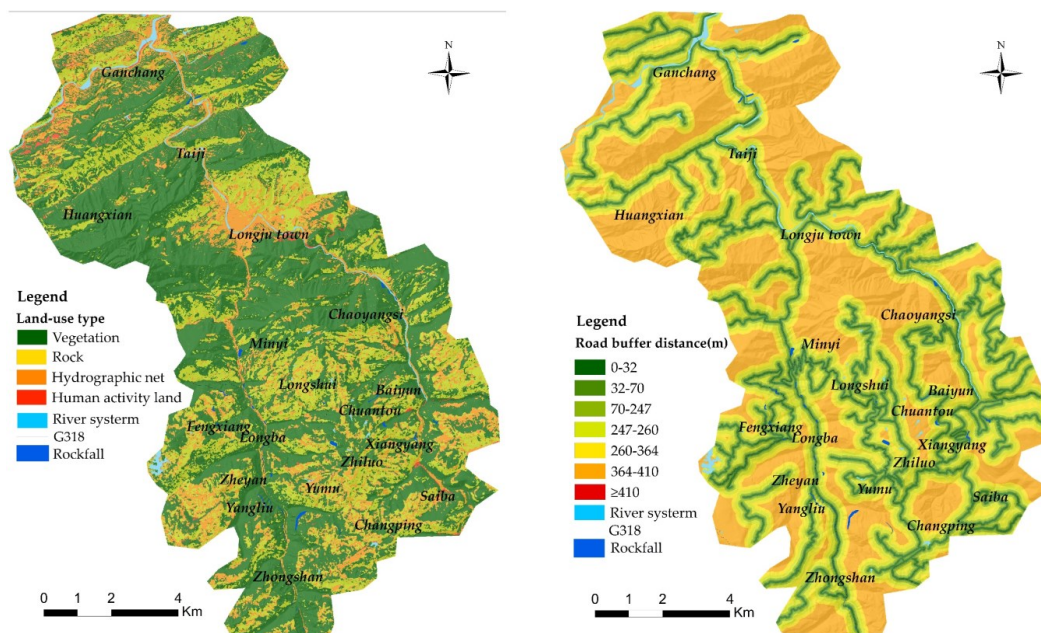 N
Ganchang
Taiji
Huangxian
Longju town
Chaoyangsi
Minyi
Longshui
Baiyun
Chuantou
Fengxiang
Longba
Xiangyang
Zhiluo
Zheyan
Yumu
Saiba
Yangliu
Changping
Zhongshan
Legend
Land-use type
Vegetation
Rock
Hydrographic net
Human activity land
River systerm
G318
Rockfall
0 1 2 4
Km
N
Ganchang
Taiji
Huangxian
Longju town
Chaoyangsi
Minyi
Longshui
Baiyun
Chuantou
Fengxiang
Longba
Xiangyang
Zhiluo
Zheyan
Yumu
Saiba
Yangliu
Changping
Zhongshan
Legend
Road buffer distance(m)
0-32
32-70
70-247
247-260
260-364
364-410
≥410
River systerm
G318
Rockfall
0 1 2 4
Km